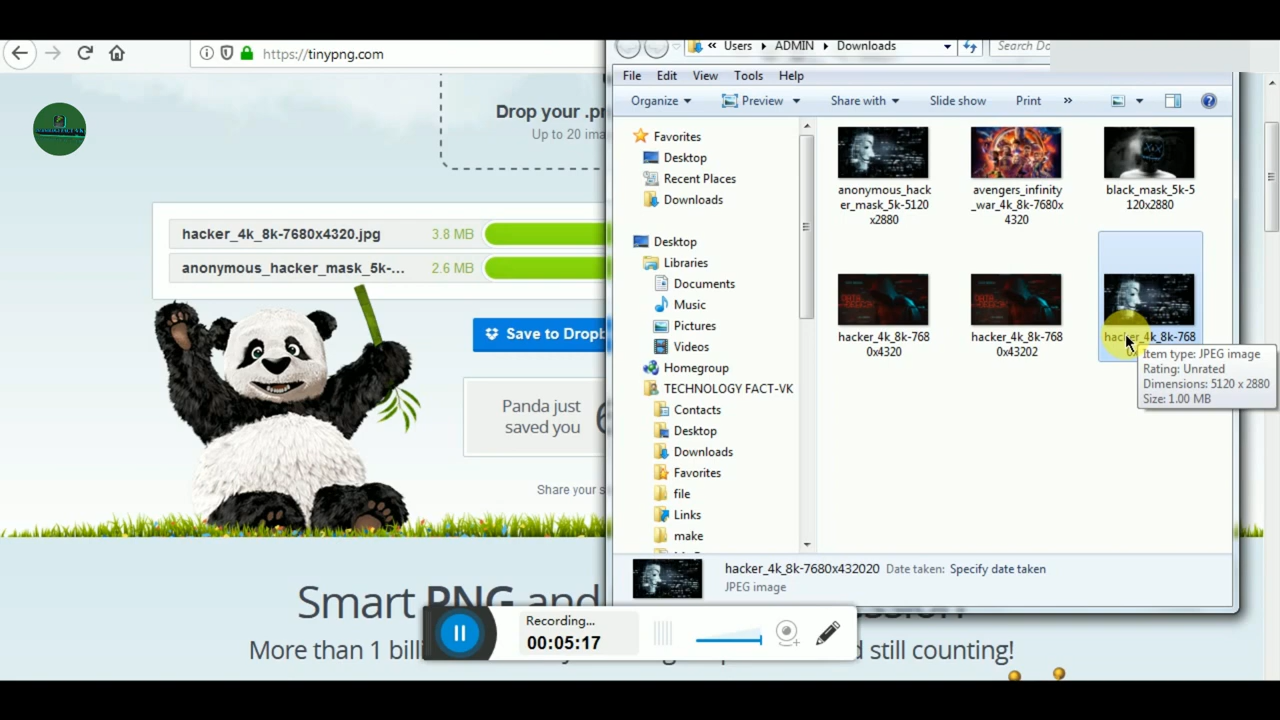 https://tinypng.com
Drop your .p
Up to 20 ima
hacker_4k_8k-7680x4320.jpg 3.8 MB
anonymous_hacker_mask_5k-... 2.6 MB
Save to Dropb
Panda just
saved you
Share your s
Smart PNG and
More than 1 billi
d still counting!
Recording...
00:05:17
« Users ADMIN Downloads
Search Do
File Edit View Tools Help
Organize Preview Share with Slide show Print »
Favorites
Desktop
Recent Places
Downloads
Desktop
Libraries
Documents
Music
Pictures
Videos
Homegroup
TECHNOLOGY FACT-VK
Contacts
Desktop
Downloads
Favorites
file
Links
make
anonymous_hack
er_mask_5k-5120
x2880
avengers_infinity
_war_4k_8k-7680x
4320
black_mask_5k-5
120x2880
hacker_4k_8k-768
0x4320
hacker_4k_8k-768
0x43202
hacker_4k_8k-768
Item type: JPEG image
Rating: Unrated
Dimensions: 5120 x 2880
Size: 1.00 MB
hacker_4k_8k-7680x432020 Date taken: Specify date taken
JPEG image